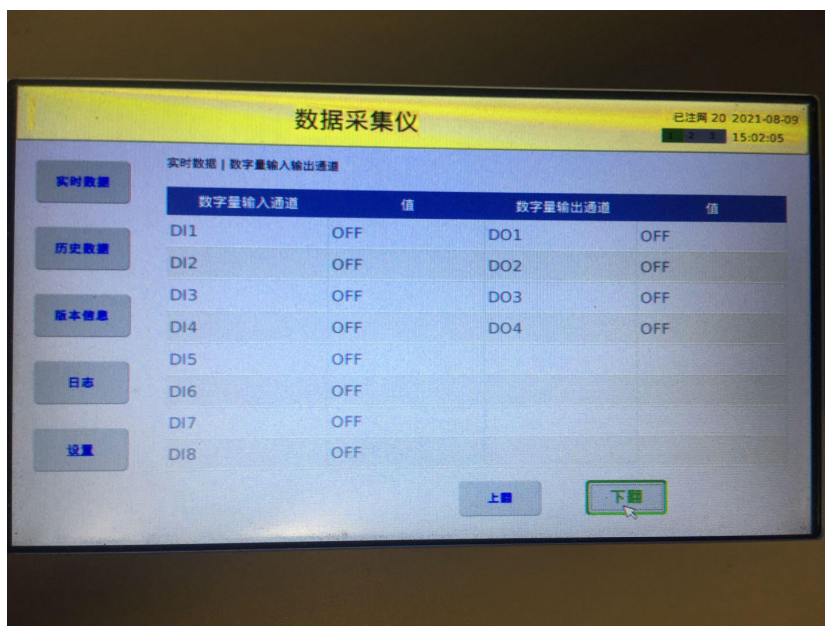 数据采集仪
已注网 20 2021-08-09
1 2 3 15:02:05
实时数据 | 数字量输入输出通道
实时数据
历史数据
版本信息
日志
设置
数字量输入通道 值 数字量输出通道 值
DI1 OFF DO1 OFF
DI2 OFF DO2 OFF
DI3 OFF DO3 OFF
DI4 OFF DO4 OFF
DI5 OFF
DI6 OFF
DI7 OFF
DI8 OFF
上翻 下翻